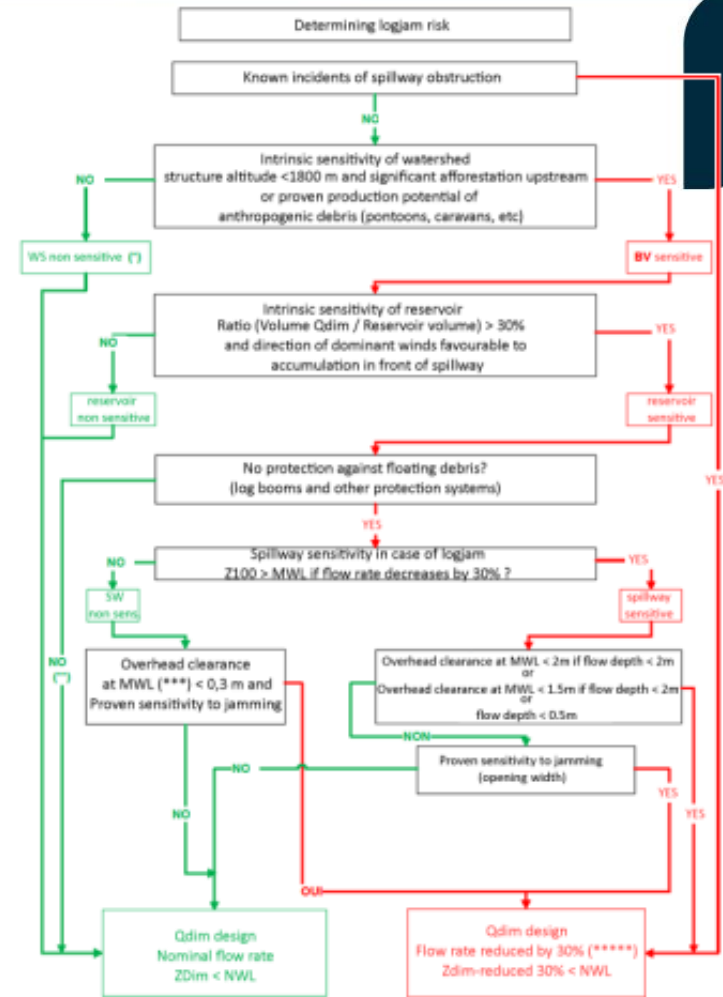 Determining logjam risk
Known incidents of spillway obstruction
NO
Intrinsic sensitivity of watershed
structure altitude <1800 m and significant afforestation upstream
or proven production potential of
anthropogenic debris (pontoons, caravans, etc)
NO
YES
WS non sensitive (*)
BV sensitive
Intrinsic sensitivity of reservoir
Ratio (Volume Qdim / Reservoir volume) > 30%
and direction of dominant winds favourable to
accumulation in front of spillway
NO
YES
reservoir
non sensitive
reservoir
sensitive
No protection against floating debris?
(log booms and other protection systems)
YES
YES
Spillway sensitivity in case of logjam
Z100 > MWL if flow rate decreases by 30% ?
NO
YES
SW
non sens.
spillway
sensitive
NO
(**)
Overhead clearance
at MWL (***) < 0,3 m and
Proven sensitivity to jamming
Overhead clearance at MWL < 2m if flow depth < 2m
or
Overhead clearance at MWL < 1.5m if flow depth < 2m
or
flow depth < 0.5m
NON
Proven sensitivity to jamming
(opening width)
NO
YES
YES
NO
OUI
Qdim design
Nominal flow rate
ZDim < NWL
Qdim design
Flow rate reduced by 30% (*****)
Zdim-reduced 30% < NWL